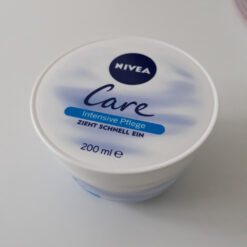 NIVEA
Care
Intensive Pflege
ZIEHT SCHNELL EIN
200 ml ℮